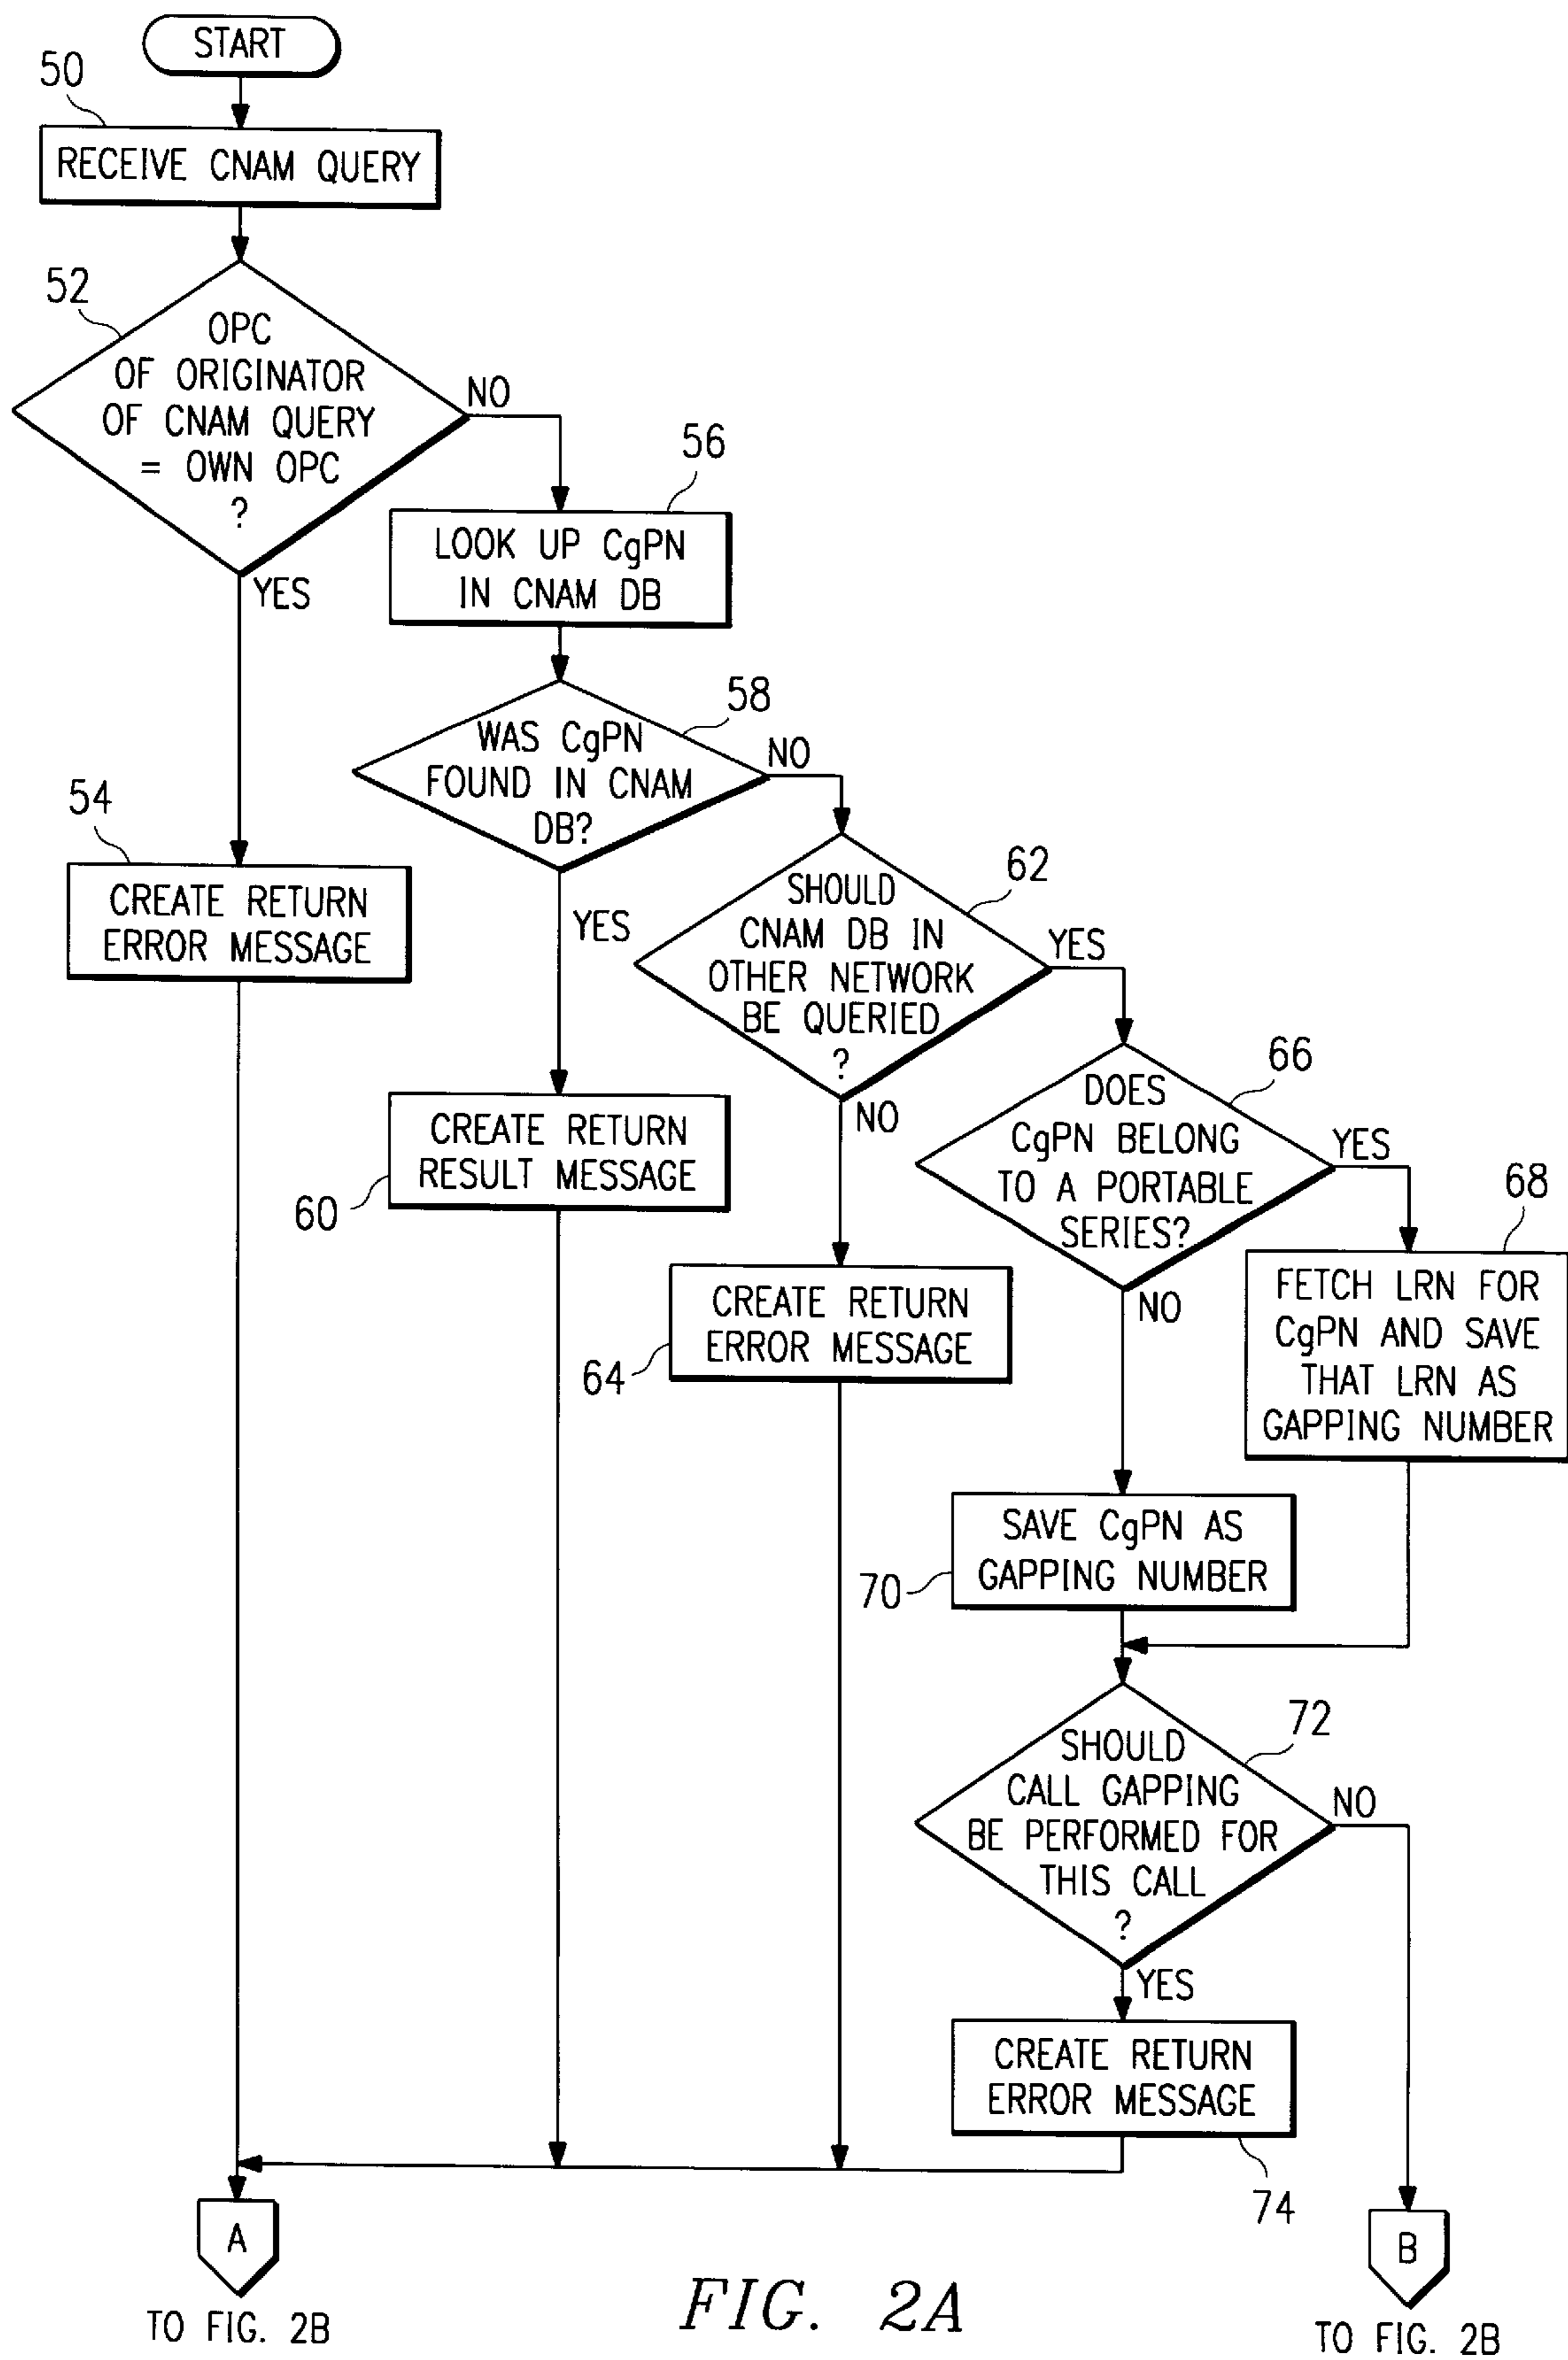 START
50
RECEIVE CNAM QUERY
52
OPC
OF ORIGINATOR
OF CNAM QUERY
= OWN OPC
?
NO
YES
56
LOOK UP CgPN
IN CNAM DB
58
WAS CgPN
FOUND IN CNAM
DB?
NO
YES
54
CREATE RETURN
ERROR MESSAGE
62
SHOULD
CNAM DB IN
OTHER NETWORK
BE QUERIED
?
YES
NO
60
CREATE RETURN
RESULT MESSAGE
66
DOES
CgPN BELONG
TO A PORTABLE
SERIES?
YES
NO
64
CREATE RETURN
ERROR MESSAGE
68
FETCH LRN FOR
CgPN AND SAVE
THAT LRN AS
GAPPING NUMBER
70
SAVE CgPN AS
GAPPING NUMBER
72
SHOULD
CALL GAPPING
BE PERFORMED FOR
THIS CALL
?
NO
YES
CREATE RETURN
ERROR MESSAGE
74
A
TO FIG. 2B
B
TO FIG. 2B
FIG. 2A